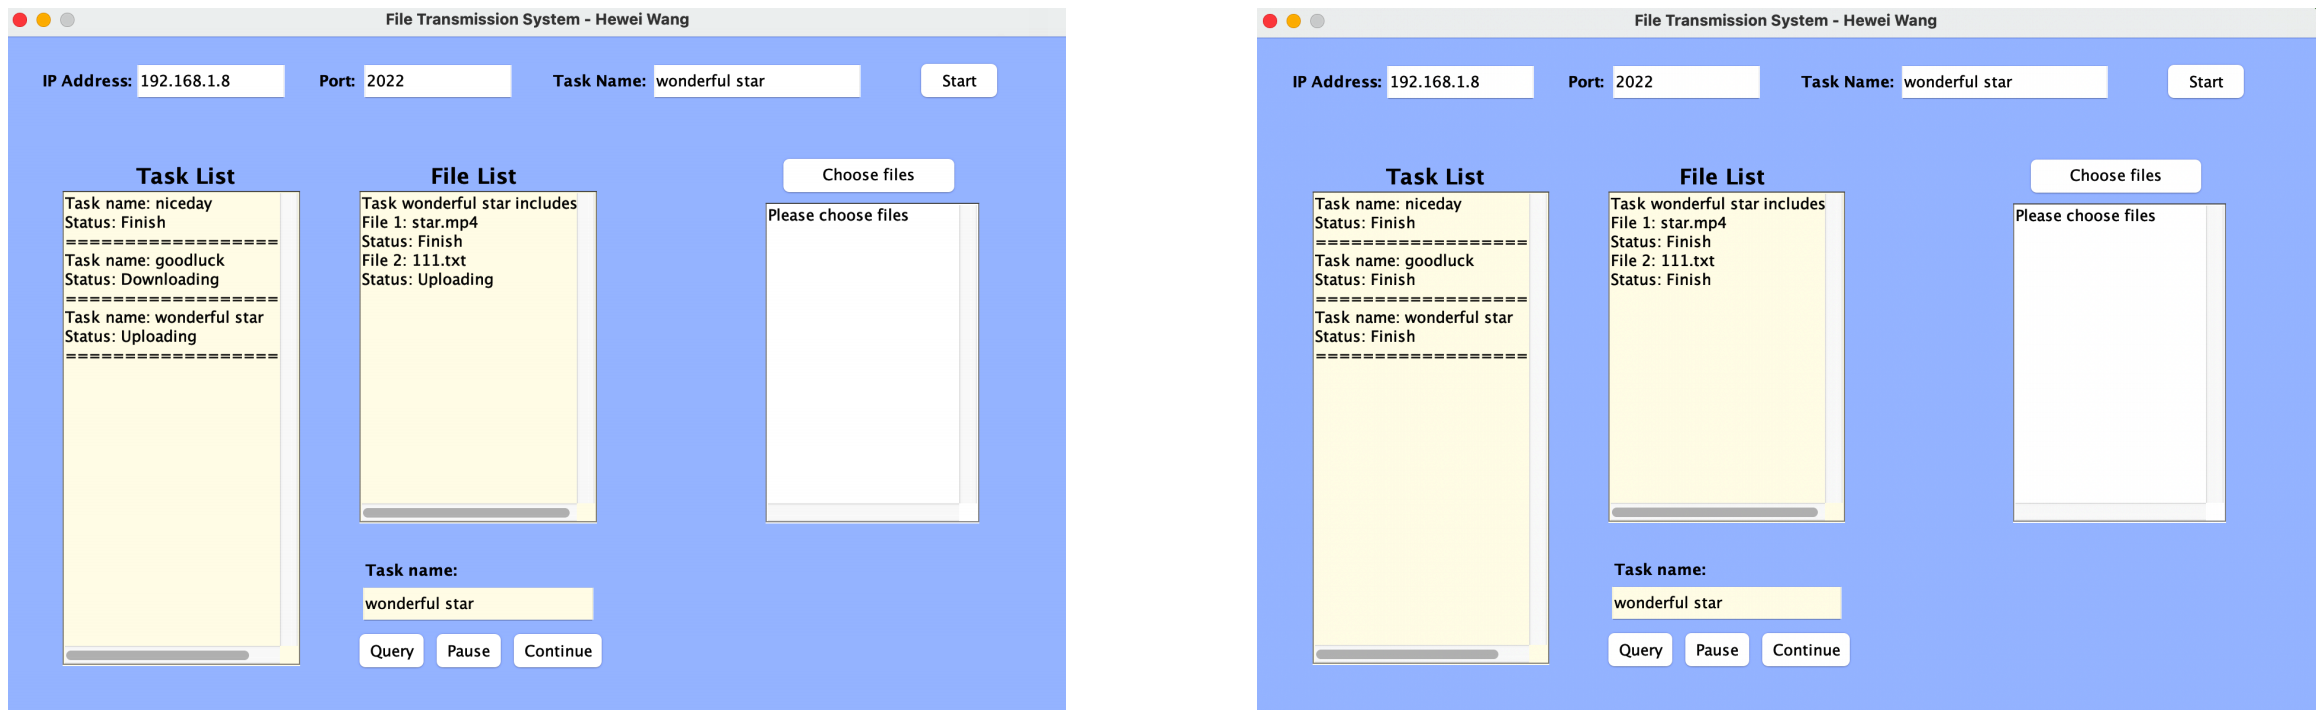 File Transmission System - Hewei Wang
IP Address: 192.168.1.8 Port: 2022 Task Name: wonderful star Start
Task List
Task name: niceday
Status: Finish
==================
Task name: goodluck
Status: Downloading
==================
Task name: wonderful star
Status: Uploading
==================
File List
Task wonderful star includes
File 1: star.mp4
Status: Finish
File 2: 111.txt
Status: Uploading
Choose files
Please choose files
Task name:
wonderful star
Query Pause Continue
File Transmission System - Hewei Wang
IP Address: 192.168.1.8 Port: 2022 Task Name: wonderful star Start
Task List
Task name: niceday
Status: Finish
==================
Task name: goodluck
Status: Finish
==================
Task name: wonderful star
Status: Finish
==================
File List
Task wonderful star includes
File 1: star.mp4
Status: Finish
File 2: 111.txt
Status: Finish
Choose files
Please choose files
Task name:
wonderful star
Query Pause Continue